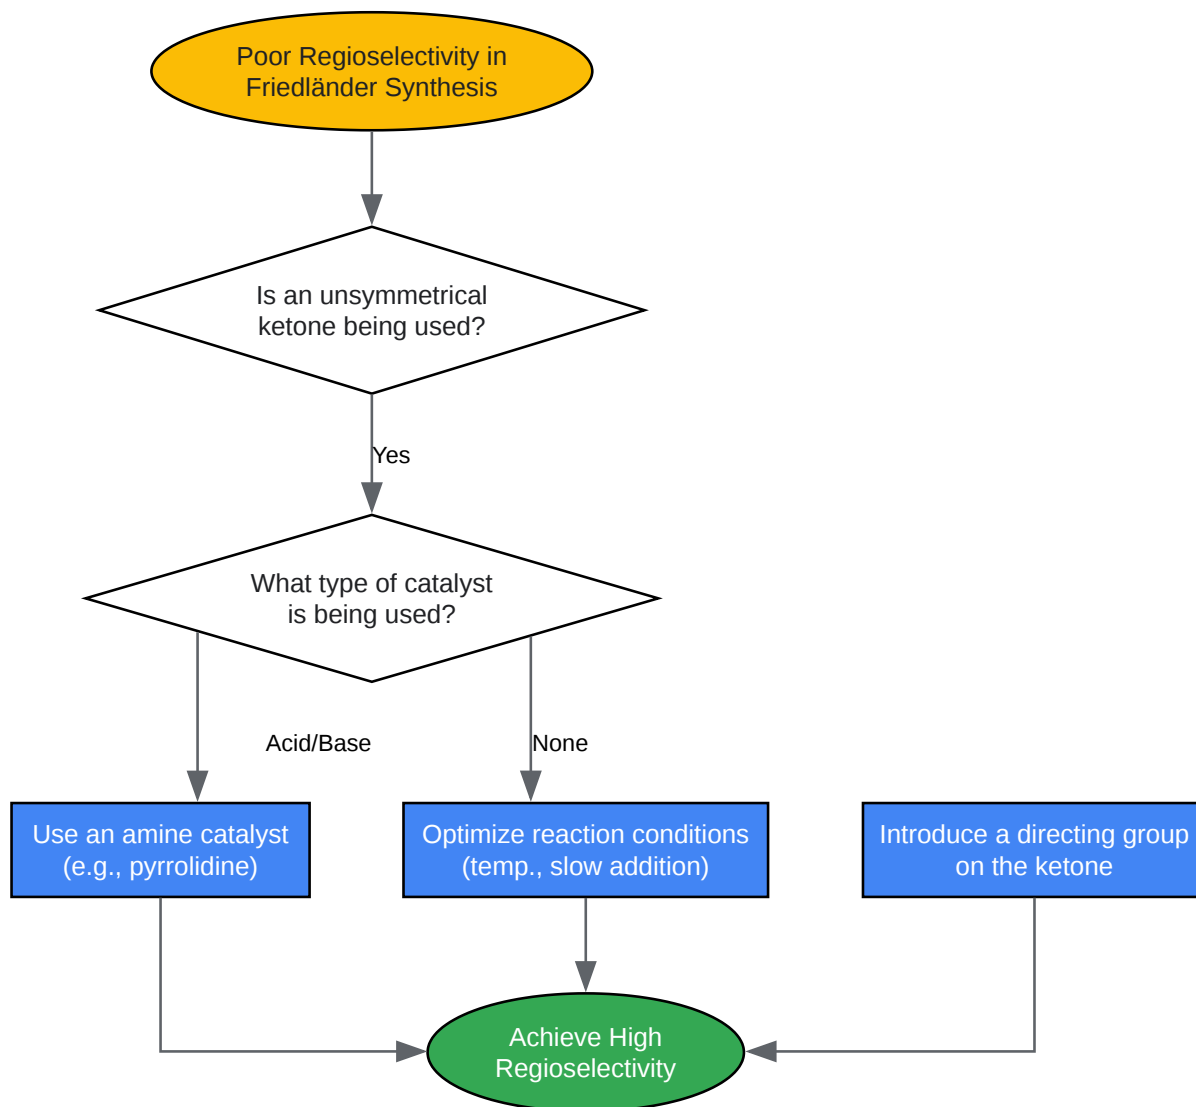 Poor Regioselectivity in
Friedländer Synthesis
Is an unsymmetrical
ketone being used?
Yes
What type of catalyst
is being used?
Acid/Base
None
Use an amine catalyst
(e.g., pyrrolidine)
Optimize reaction conditions
(temp., slow addition)
Introduce a directing group
on the ketone
Achieve High
Regioselectivity